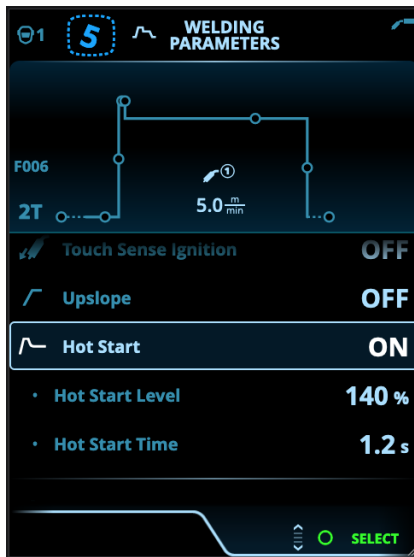 1
5
WELDING
PARAMETERS
F006
1
2T
5.0 m/min
Touch Sense Ignition OFF
Upslope OFF
Hot Start ON
• Hot Start Level 140 %
• Hot Start Time 1.2 s
SELECT